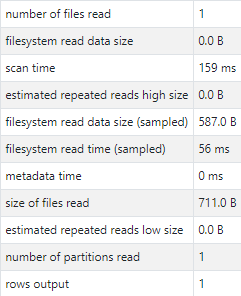 number of files read 1
filesystem read data size 0.0 B
scan time 159 ms
estimated repeated reads high size 0.0 B
filesystem read data size (sampled) 587.0 B
filesystem read time (sampled) 56 ms
metadata time 0 ms
size of files read 711.0 B
estimated repeated reads low size 0.0 B
number of partitions read 1
rows output 1